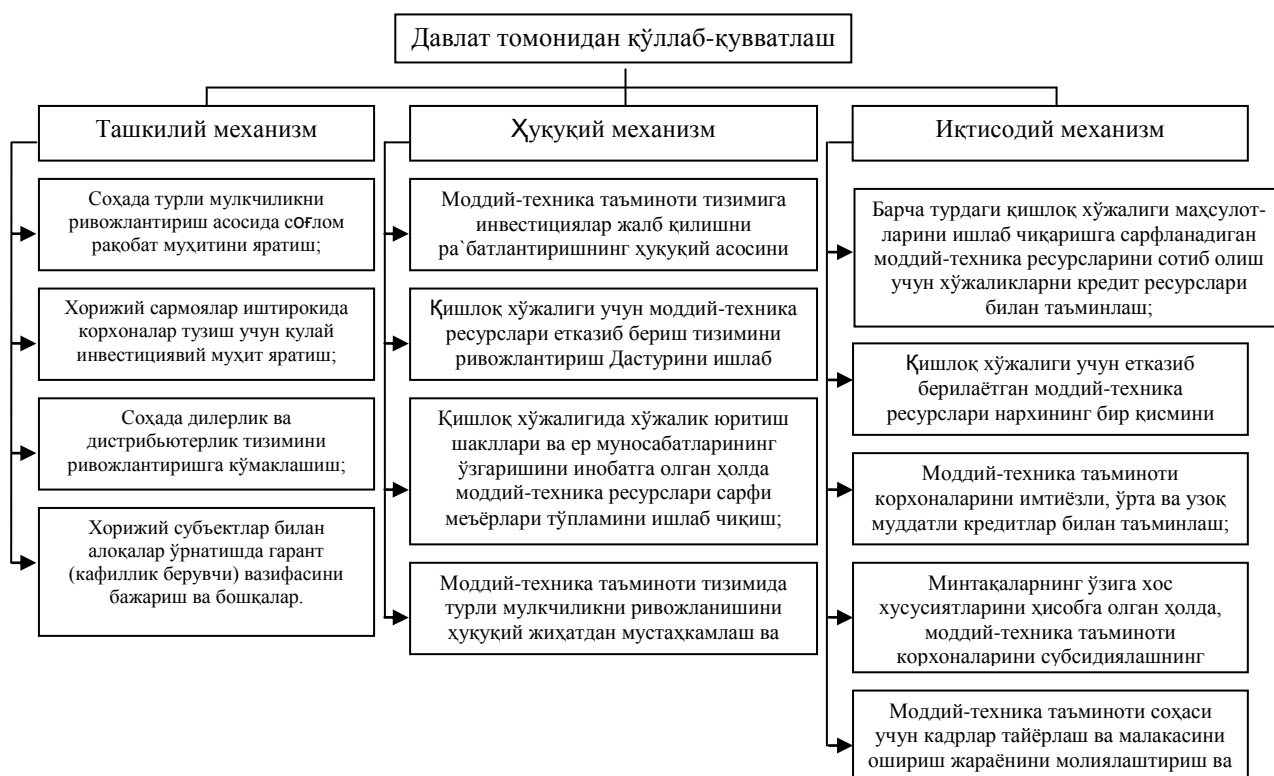 Давлат томонидан қўллаб-қувватлаш
Ташкилий механизм
Соҳада турли мулкчиликни
ривожлантириш асосида соғлом
рақобат муҳитини яратиш;
Хорижий сармоялар иштирокида
корхоналар тузиш учун қулай
инвестициявий муҳит яратиш;
Соҳада дилерлик ва
дистрибьютерлик тизимини
ривожлантиришга кўмаклашиш;
Хорижий субъектлар билан
алоқалар ўрнатишда гарант
(кафиллик берувчи) вазифасини
бажариш ва бошқалар.
Ҳуқуқий механизм
Моддий-техника таъминоти тизимига
инвестициялар жалб қилишни
ра`батлантиришнинг ҳуқуқий асосини
Қишлоқ хўжалиги учун моддий-техника
ресурслари етказиб бериш тизимини
ривожлантириш Дастурини ишлаб
Қишлоқ хўжалигида хўжалик юритиш
шакллари ва ер муносабатларининг
ўзгаришини инобатга олган ҳолда
моддий-техника ресурслари сарфи
меъёрлари тўпламини ишлаб чиқиш;
Моддий-техника таъминоти тизимида
турли мулкчиликни ривожланишини
ҳуқуқий жиҳатдан мустаҳкамлаш ва
Иқтисодий механизм
Барча турдаги қишлоқ хўжалиги маҳсулот-
ларини ишлаб чиқаришга сарфланадиган
моддий-техника ресурсларини сотиб олиш
учун хўжаликларни кредит ресурслари
билан таъминлаш;
Қишлоқ хўжалиги учун етказиб
берилаётган моддий-техника
ресурслари нархининг бир қисмини
Моддий-техника таъминоти
корхоналарини имтиёзли, ўрта ва узоқ
муддатли кредитлар билан таъминлаш;
Минтақаларнинг ўзига хос
хусусиятларини ҳисобга олган ҳолда,
моддий-техника таъминоти
корхоналарини субсидиялашнинг
Моддий-техника таъминоти соҳаси
учун кадрлар тайёрлаш ва малакасини
ошириш жараёнини молиялаштириш ва